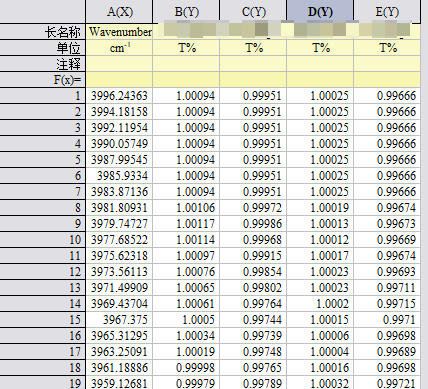 A(X) B(Y) C(Y) D(Y) E(Y)
长名称 Wavenumber
单位 cm-1 T% T% T% T%
注释
F(x)=
1 3996.24363 1.00094 0.99951 1.00025 0.99666
2 3994.18158 1.00094 0.99951 1.00025 0.99666
3 3992.11954 1.00094 0.99951 1.00025 0.99666
4 3990.05749 1.00094 0.99951 1.00025 0.99666
5 3987.99545 1.00094 0.99951 1.00025 0.99666
6 3985.9334 1.00094 0.99951 1.00025 0.99666
7 3983.87136 1.00094 0.99951 1.00025 0.99666
8 3981.80931 1.00106 0.99972 1.00019 0.99674
9 3979.74727 1.00117 0.99986 1.00013 0.99673
10 3977.68522 1.00114 0.99968 1.00012 0.99669
11 3975.62318 1.00097 0.99915 1.00017 0.99674
12 3973.56113 1.00076 0.99854 1.00023 0.99693
13 3971.49909 1.00065 0.99802 1.00023 0.99711
14 3969.43704 1.00061 0.99764 1.0002 0.99715
15 3967.375 1.0005 0.99744 1.00015 0.9971
16 3965.31295 1.00034 0.99739 1.00006 0.99698
17 3963.25091 1.00019 0.99748 1.00004 0.99689
18 3961.18886 0.99998 0.99765 1.00016 0.99698
19 3959.12681 0.99979 0.99789 1.00032 0.99721